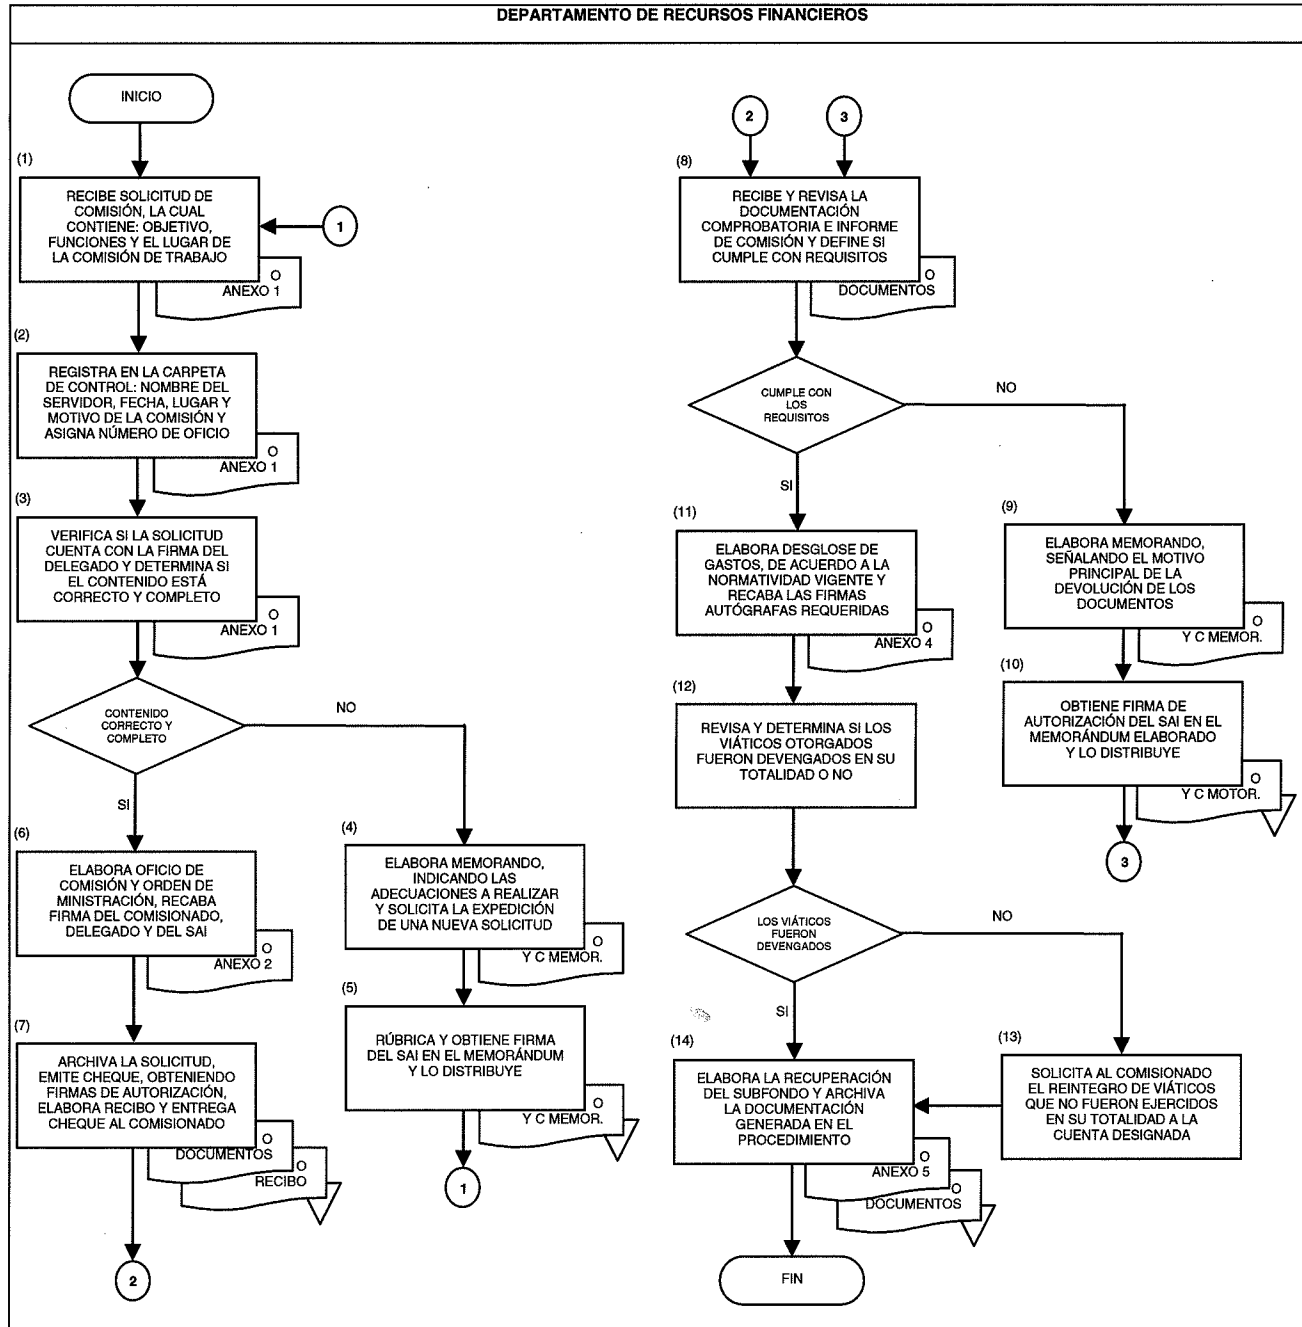 DEPARTAMENTO DE RECURSOS FINANCIEROS
INICIO
(1)
RECIBE SOLICITUD DE
COMISIÓN, LA CUAL
CONTIENE: OBJETIVO,
FUNCIONES Y EL LUGAR DE
LA COMISIÓN DE TRABAJO
1
O
ANEXO 1
(2)
REGISTRA EN LA CARPETA
DE CONTROL: NOMBRE DEL
SERVIDOR, FECHA, LUGAR Y
MOTIVO DE LA COMISIÓN Y
ASIGNA NÚMERO DE OFICIO
O
ANEXO 1
(3)
VERIFICA SI LA SOLICITUD
CUENTA CON LA FIRMA DEL
DELEGADO Y DETERMINA SI
EL CONTENIDO ESTÁ
CORRECTO Y COMPLETO
O
ANEXO 1
CONTENIDO
CORRECTO Y
COMPLETO
NO
SI
(6)
ELABORA OFICIO DE
COMISIÓN Y ORDEN DE
MINISTRACIÓN, RECABA
FIRMA DEL COMISIONADO,
DELEGADO Y DEL SAI
O
ANEXO 2
(4)
ELABORA MEMORANDO,
INDICANDO LAS
ADECUACIONES A REALIZAR
Y SOLICITA LA EXPEDICIÓN
DE UNA NUEVA SOLICITUD
O
Y C MEMOR.
(7)
ARCHIVA LA SOLICITUD,
EMITE CHEQUE, OBTENIENDO
FIRMAS DE AUTORIZACIÓN,
ELABORA RECIBO Y ENTREGA
CHEQUE AL COMISIONADO
O
DOCUMENTOS
O
RECIBO
2
(5)
RÚBRICA Y OBTIENE FIRMA
DEL SAI EN EL MEMORÁNDUM
Y LO DISTRIBUYE
O
Y C MEMOR.
1
2
3
(8)
RECIBE Y REVISA LA
DOCUMENTACIÓN
COMPROBATORIA E INFORME
DE COMISIÓN Y DEFINE SI
CUMPLE CON REQUISITOS
O
DOCUMENTOS
CUMPLE CON
LOS
REQUISITOS
NO
SI
(11)
ELABORA DESGLOSE DE
GASTOS, DE ACUERDO A LA
NORMATIVIDAD VIGENTE Y
RECABA LAS FIRMAS
AUTÓGRAFAS REQUERIDAS
O
ANEXO 4
(9)
ELABORA MEMORANDO,
SEÑALANDO EL MOTIVO
PRINCIPAL DE LA
DEVOLUCIÓN DE LOS
DOCUMENTOS
O
Y C MEMOR.
(12)
REVISA Y DETERMINA SI LOS
VIÁTICOS OTORGADOS
FUERON DEVENGADOS EN SU
TOTALIDAD O NO
(10)
OBTIENE FIRMA DE
AUTORIZACIÓN DEL SAI EN EL
MEMORÁNDUM ELABORADO
Y LO DISTRIBUYE
O
Y C MOTOR.
3
LOS VIÁTICOS
FUERON
DEVENGADOS
NO
SI
(14)
ELABORA LA RECUPERACIÓN
DEL SUBFONDO Y ARCHIVA
LA DOCUMENTACIÓN
GENERADA EN EL
PROCEDIMIENTO
O
ANEXO 5
O
DOCUMENTOS
(13)
SOLICITA AL COMISIONADO
EL REINTEGRO DE VIÁTICOS
QUE NO FUERON EJERCIDOS
EN SU TOTALIDAD A LA
CUENTA DESIGNADA
FIN